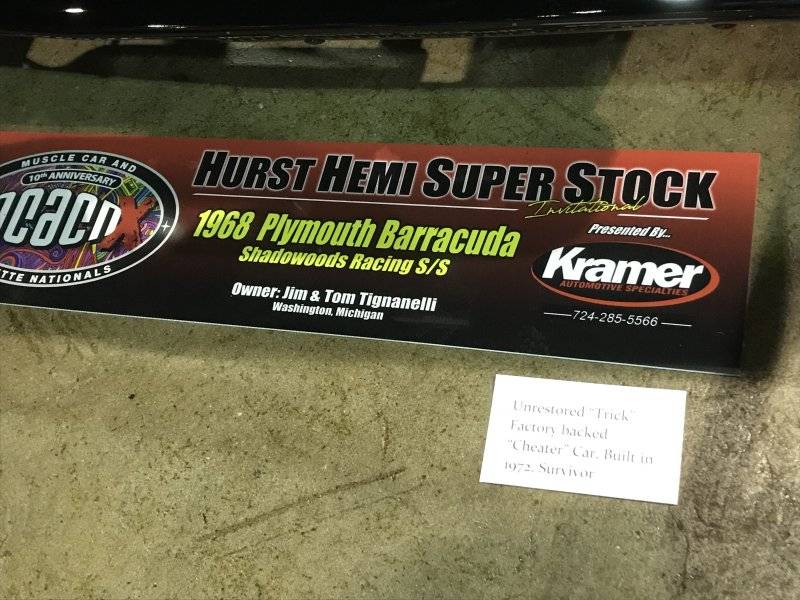 MUSCLE CAR AND
10th ANNIVERSARY
TTE NATIONALS
HURST HEMI SUPER STOCK
Invitational
1968 Plymouth Barracuda
Shadowoods Racing S/S
Owner: Jim & Tom Tignanelli
Washington, Michigan
Presented By...
Kramer
AUTOMOTIVE SPECIALTIES
724-285-5566
Unrestored "Trick"
Factory backed
"Cheater" Car. Built in
1972. Survivor